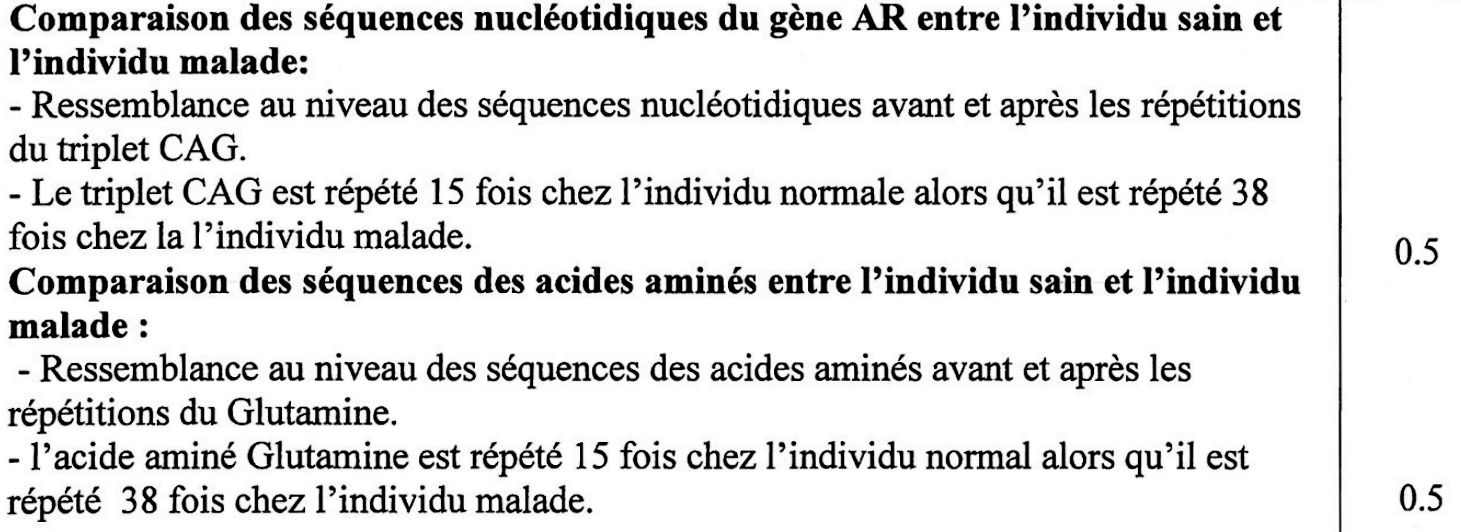 Comparaison des séquences nucléotidiques du gène AR entre l'individu sain et
l'individu malade:
- Ressemblance au niveau des séquences nucléotidiques avant et après les répétitions
du triplet CAG.
- Le triplet CAG est répété 15 fois chez l'individu normale alors qu'il est répété 38
fois chez la l'individu malade.
0.5
Comparaison des séquences des acides aminés entre l'individu sain et l'individu
malade :
- Ressemblance au niveau des séquences des acides aminés avant et après les
répétitions du Glutamine.
- l'acide aminé Glutamine est répété 15 fois chez l'individu normal alors qu'il est
répété 38 fois chez l'individu malade.
0.5